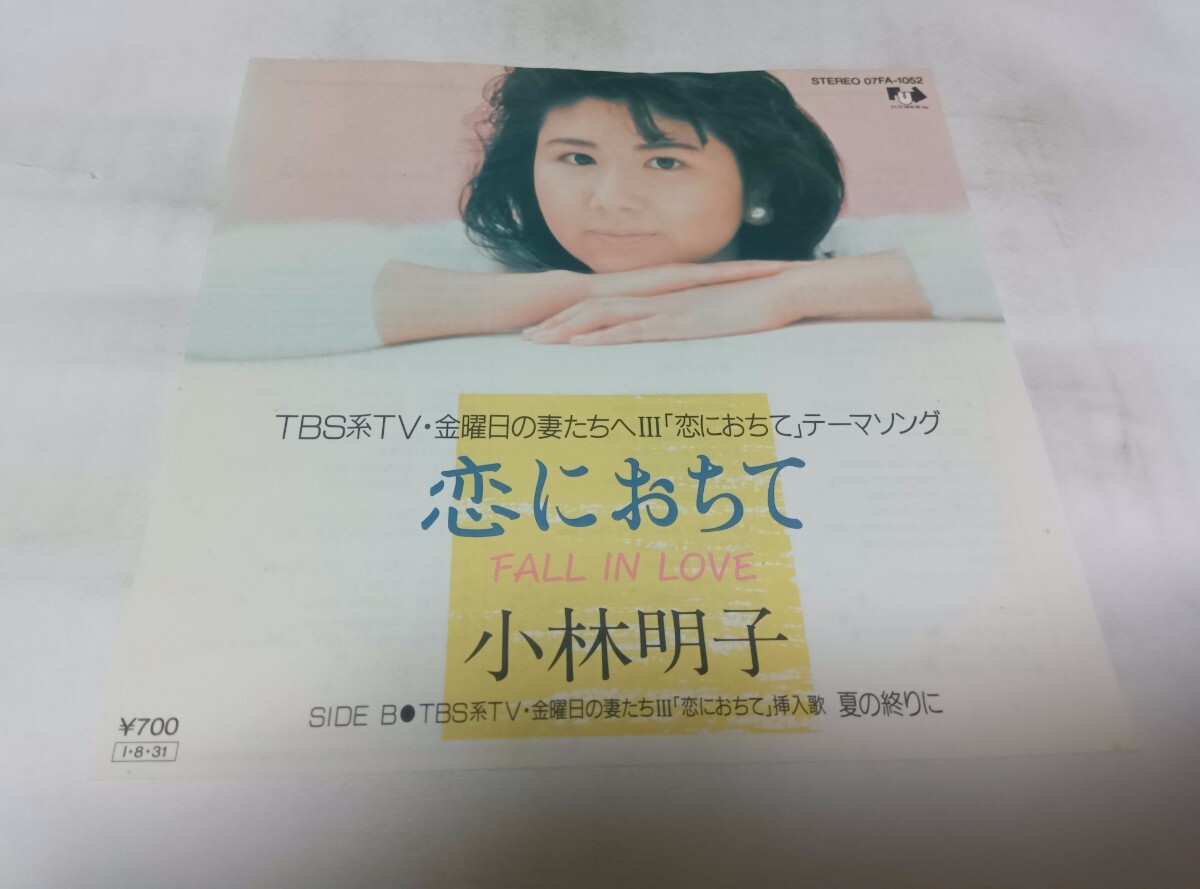 STEREO 07FA-1052
TBS系TV・金曜日の妻たちへIII「恋におちて」テーマソング
恋におちて
FALL IN LOVE
小林明子
SIDE B●TBS系TV・金曜日の妻たちIII「恋におちて」挿入歌 夏の終りに
¥700
I・8・31